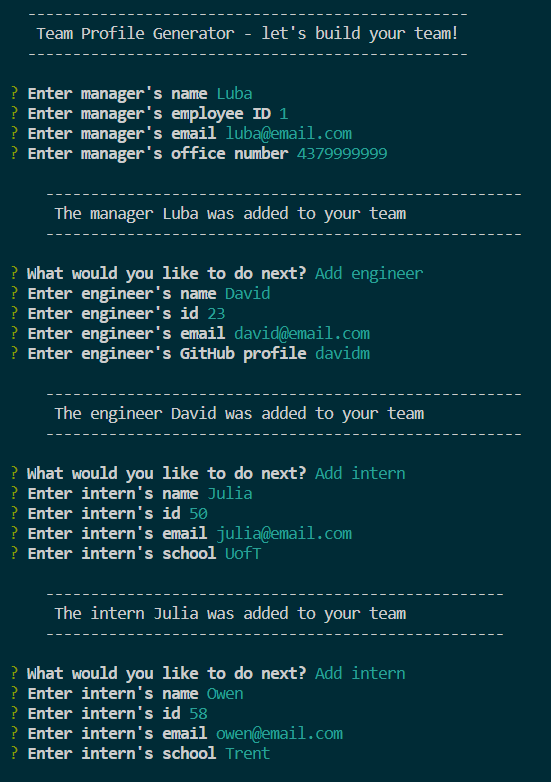 -------------------------------------------------
Team Profile Generator - let's build your team!
-------------------------------------------------
? Enter manager's name Luba
? Enter manager's employee ID 1
? Enter manager's email luba@email.com
? Enter manager's office number 4379999999
-----------------------------------------------------
The manager Luba was added to your team
-----------------------------------------------------
? What would you like to do next? Add engineer
? Enter engineer's name David
? Enter engineer's id 23
? Enter engineer's email david@email.com
? Enter engineer's GitHub profile davidm
-----------------------------------------------------
The engineer David was added to your team
-----------------------------------------------------
? What would you like to do next? Add intern
? Enter intern's name Julia
? Enter intern's id 50
? Enter intern's email julia@email.com
? Enter intern's school UofT
---------------------------------------------------
The intern Julia was added to your team
---------------------------------------------------
? What would you like to do next? Add intern
? Enter intern's name Owen
? Enter intern's id 58
? Enter intern's email owen@email.com
? Enter intern's school Trent